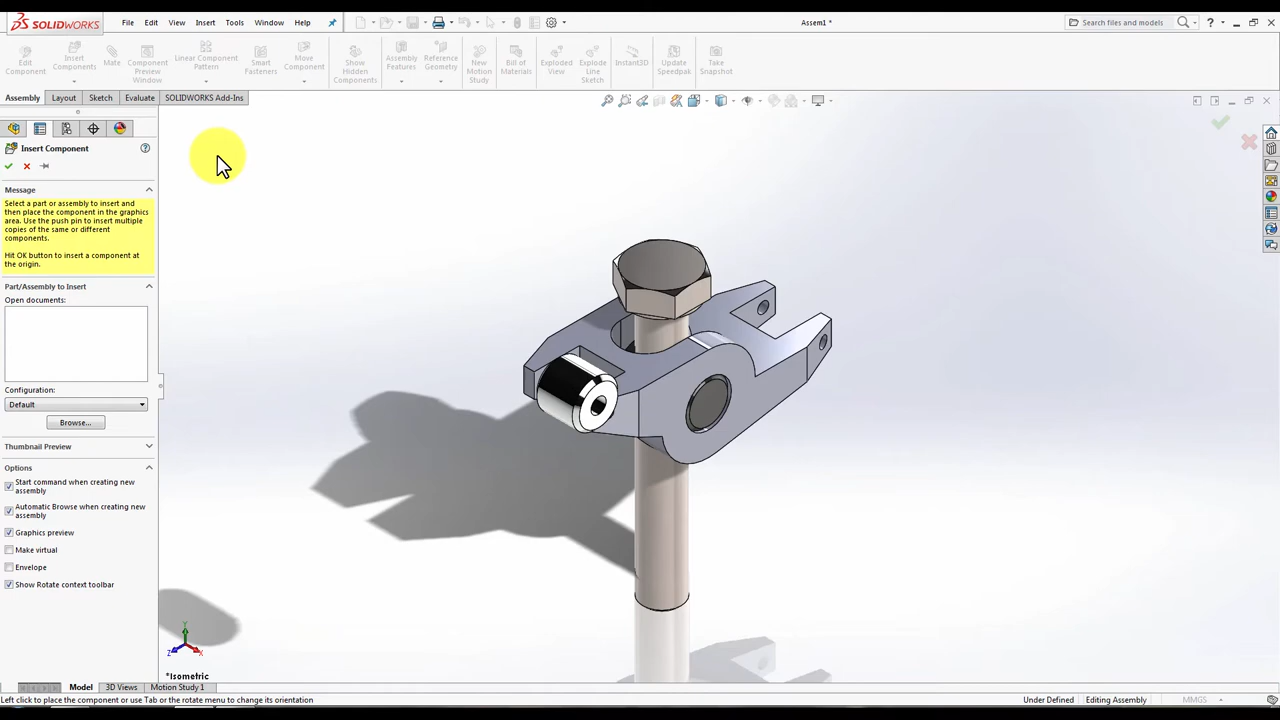 SOLIDWORKS
File Edit View Insert Tools Window Help
Assem1 *
Search files and models
Edit Component
Insert Components
Mate
Component Preview Window
Linear Component Pattern
Smart Fasteners
Move Component
Show Hidden Components
Assembly Features
Reference Geometry
New Motion Study
Bill of Materials
Exploded View
Explode Line Sketch
Instant3D
Update Speedpak
Take Snapshot
Assembly Layout Sketch Evaluate SOLIDWORKS Add-Ins
Insert Component
Message
Select a part or assembly to insert and
then place the component in the graphics
area. Use the push pin to insert multiple
copies of the same or different
components.
Hit OK button to insert a component at
the origin.
Part/Assembly to Insert
Open documents:
Configuration:
Default
Browse...
Thumbnail Preview
Options
Start command when creating new
assembly
Automatic Browse when creating new
assembly
Graphics preview
Make virtual
Envelope
Show Rotate context toolbar
Y
Z X
*Isometric
Model 3D Views Motion Study 1
Left click to place the component or use Tab or the rotate menu to change its orientation
Under Defined Editing Assembly MMGS